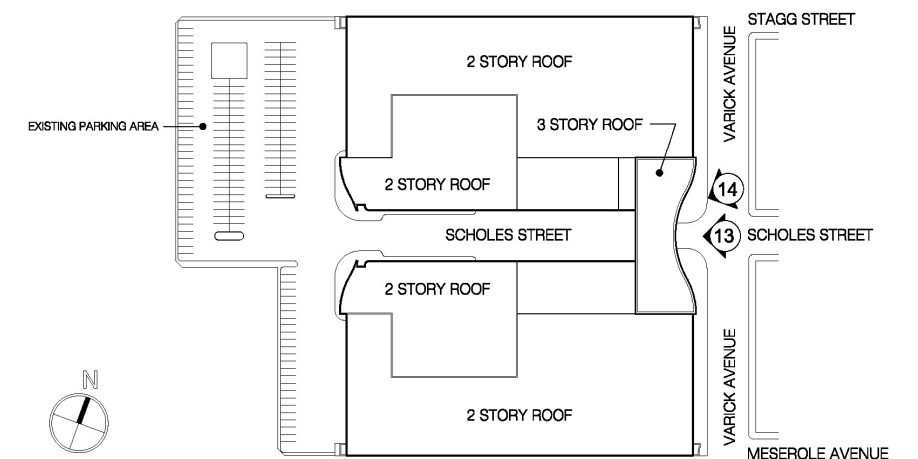 STAGG STREET
2 STORY ROOF
VARICK AVENUE
EXISTING PARKING AREA
3 STORY ROOF
2 STORY ROOF
14
SCHOLES STREET
13
SCHOLES STREET
2 STORY ROOF
N
VARICK AVENUE
2 STORY ROOF
MESEROLE AVENUE